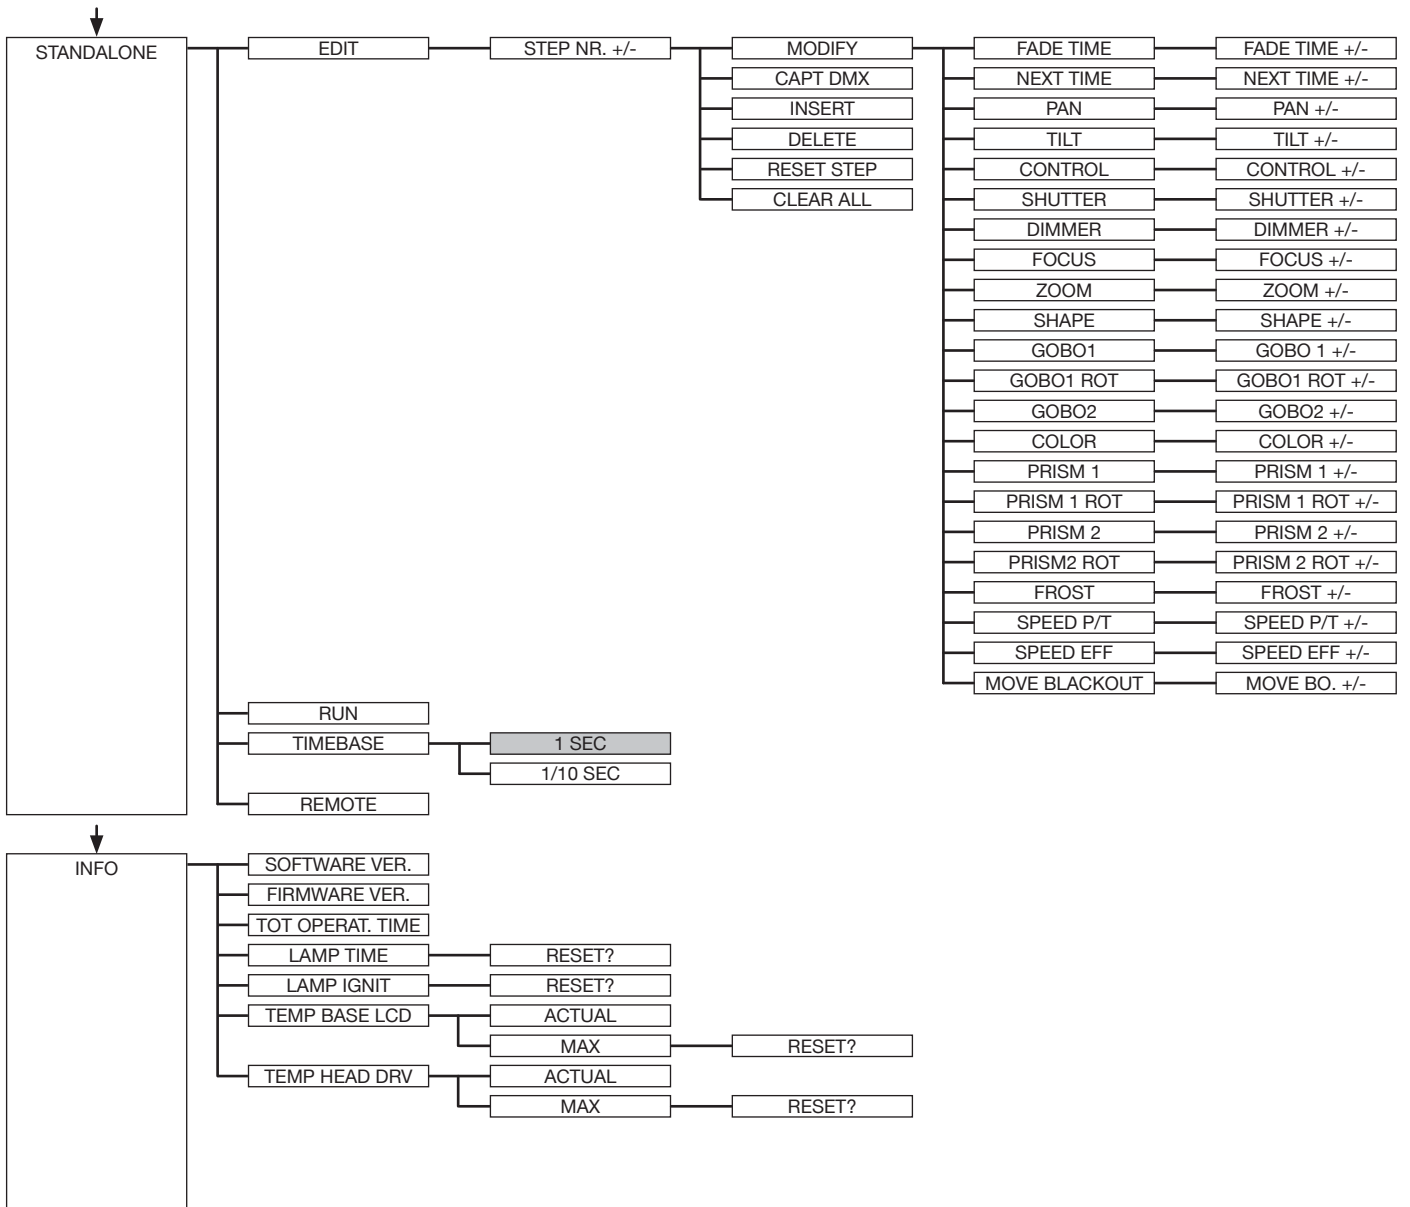 STANDALONE EDIT STEP NR. +/- MODIFY FADE TIME FADE TIME +/-
CAPT DMX NEXT TIME NEXT TIME +/-
INSERT PAN PAN +/-
DELETE TILT TILT +/-
RESET STEP CONTROL CONTROL +/-
CLEAR ALL SHUTTER SHUTTER +/-
DIMMER DIMMER +/-
FOCUS FOCUS +/-
ZOOM ZOOM +/-
SHAPE SHAPE +/-
GOBO1 GOBO 1 +/-
GOBO1 ROT GOBO1 ROT +/-
GOBO2 GOBO2 +/-
COLOR COLOR +/-
PRISM 1 PRISM 1 +/-
PRISM 1 ROT PRISM 1 ROT +/-
PRISM 2 PRISM 2 +/-
PRISM2 ROT PRISM 2 ROT +/-
FROST FROST +/-
SPEED P/T SPEED P/T +/-
SPEED EFF SPEED EFF +/-
MOVE BLACKOUT MOVE BO. +/-
RUN
TIMEBASE 1 SEC
1/10 SEC
REMOTE
INFO SOFTWARE VER.
FIRMWARE VER.
TOT OPERAT. TIME
LAMP TIME RESET?
LAMP IGNIT RESET?
TEMP BASE LCD ACTUAL
MAX RESET?
TEMP HEAD DRV ACTUAL
MAX RESET?